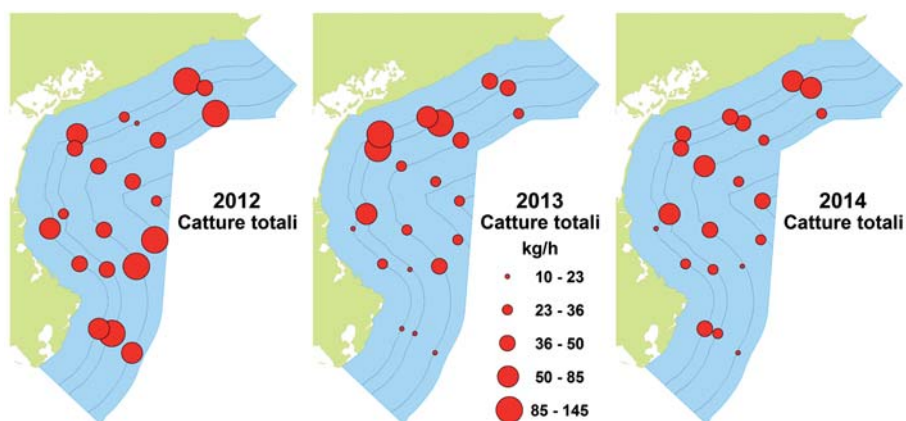 2012
Catture totali
2013
Catture totali
kg/h
10 - 23
23 - 36
36 - 50
50 - 85
85 - 145
2014
Catture totali